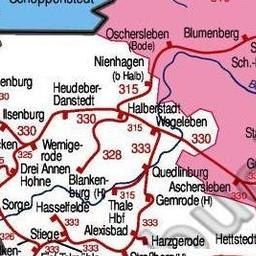 Oschersleben
(Bode)
Blumenberg
Nienhagen
(b Halb)
315
Heudeber-
Danstedt
Halberstadt
Ilsenburg
330
315
Wegeleben
330
330
325
Wernige-
rode
328
333
Drei Annen
Hohne
Quedlinburg
Aschersleben
330
Blanken-
burg (H)
315
Gernrode (H)
Thale
Hbf
Hasselfelde
333
Stiege
Alexisbad
333
Harzgerode
Hettstedt